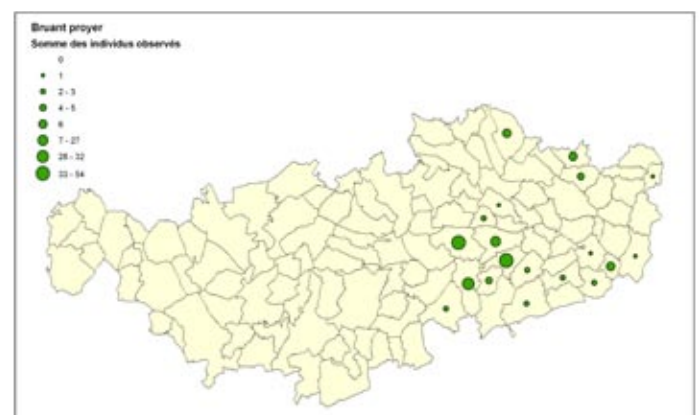 Bruant proyer
Somme des individus observés
0
1
2 - 3
4 - 5
6
7 - 27
28 - 32
33 - 54